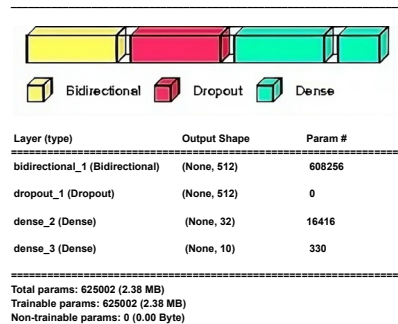 Bidirectional Dropout Dense
Layer (type) Output Shape Param #
==================================================================
bidirectional_1 (Bidirectional) (None, 512) 608256
dropout_1 (Dropout) (None, 512) 0
dense_2 (Dense) (None, 32) 16416
dense_3 (Dense) (None, 10) 330
==================================================================
Total params: 625002 (2.38 MB)
Trainable params: 625002 (2.38 MB)
Non-trainable params: 0 (0.00 Byte)